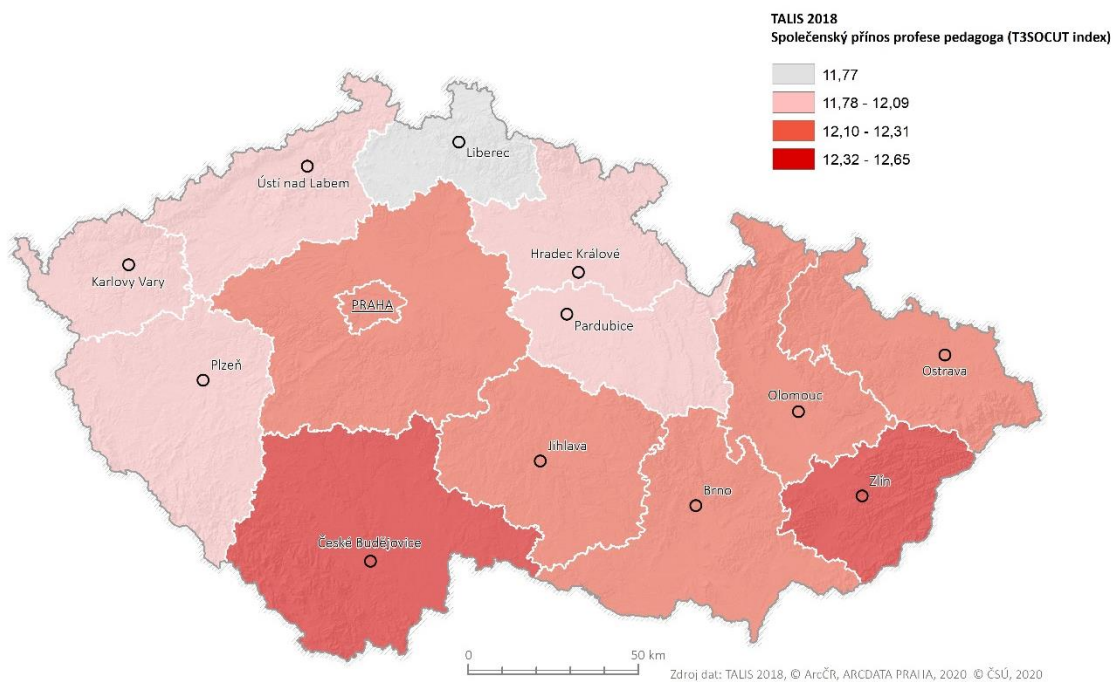 TALIS 2018
Společenský přínos profese pedagoga (T3SOCUT index)
11,77
11,78 - 12,09
12,10 - 12,31
12,32 - 12,65
Liberec
Ústí nad Labem
Hradec Králové
Karlovy Vary
PRAHA
Pardubice
Plzeň
Ostrava
Olomouc
Jihlava
Zlín
Brno
České Budějovice
0 50 km
Zdroj dat: TALIS 2018, © ArcČR, ARCDATA PRAHA, 2020 © ČSÚ, 2020